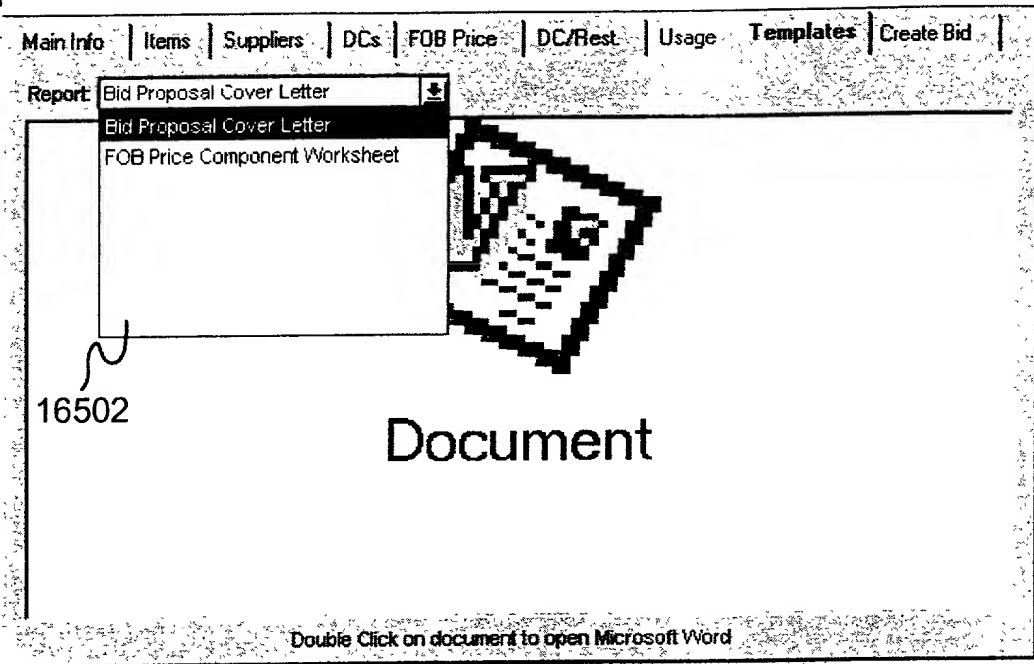 Main Info Items Suppliers DCs FOB Price DC/Rest. Usage Templates Create Bid
Report: Bid Proposal Cover Letter
Bid Proposal Cover Letter
FOB Price Component Worksheet
16502
Document
Double Click on document to open Microsoft Word